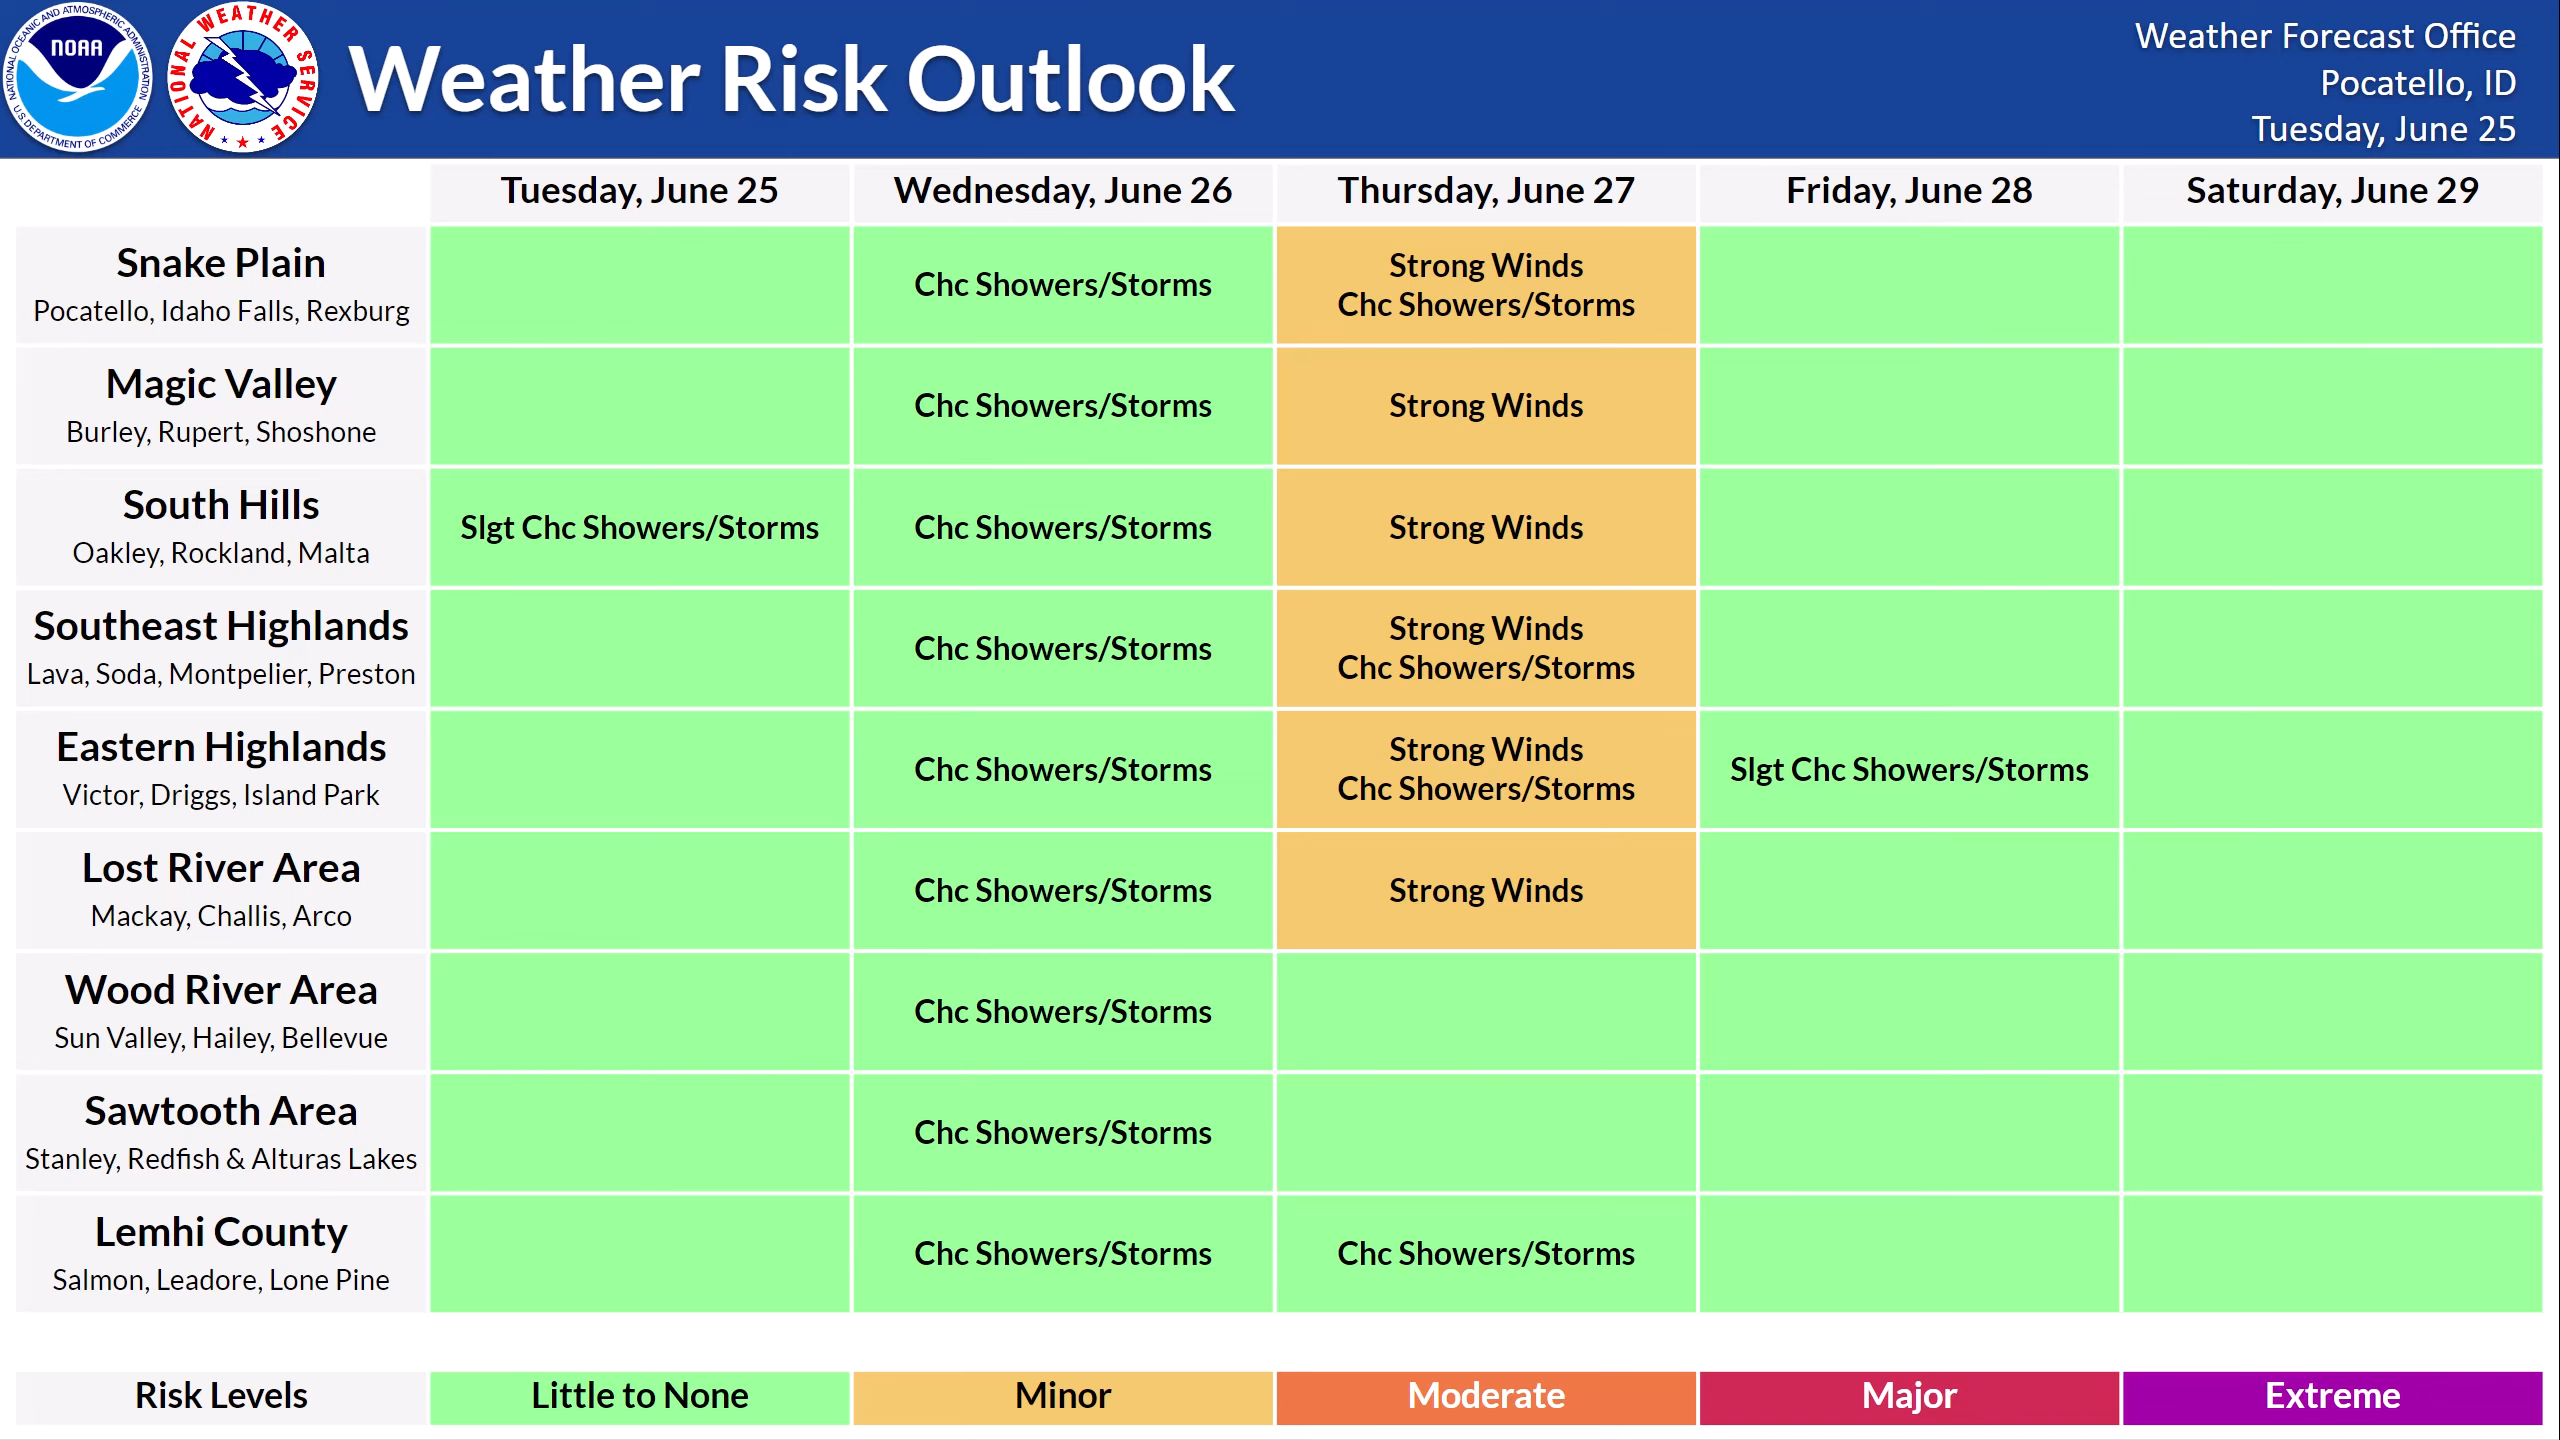 NATIONAL OCEANIC AND ATMOSPHERIC ADMINISTRATION
NOAA
U.S. DEPARTMENT OF COMMERCE
NATIONAL WEATHER SERVICE
Weather Risk Outlook
Weather Forecast Office
Pocatello, ID
Tuesday, June 25
Tuesday, June 25
Wednesday, June 26
Thursday, June 27
Friday, June 28
Saturday, June 29
Snake Plain
Pocatello, Idaho Falls, Rexburg
Chc Showers/Storms
Strong Winds
Chc Showers/Storms
Magic Valley
Burley, Rupert, Shoshone
Chc Showers/Storms
Strong Winds
South Hills
Oakley, Rockland, Malta
Slgt Chc Showers/Storms
Chc Showers/Storms
Strong Winds
Southeast Highlands
Lava, Soda, Montpelier, Preston
Chc Showers/Storms
Strong Winds
Chc Showers/Storms
Eastern Highlands
Victor, Driggs, Island Park
Chc Showers/Storms
Strong Winds
Chc Showers/Storms
Slgt Chc Showers/Storms
Lost River Area
Mackay, Challis, Arco
Chc Showers/Storms
Strong Winds
Wood River Area
Sun Valley, Hailey, Bellevue
Chc Showers/Storms
Sawtooth Area
Stanley, Redfish & Alturas Lakes
Chc Showers/Storms
Lemhi County
Salmon, Leadore, Lone Pine
Chc Showers/Storms
Chc Showers/Storms
Risk Levels
Little to None
Minor
Moderate
Major
Extreme